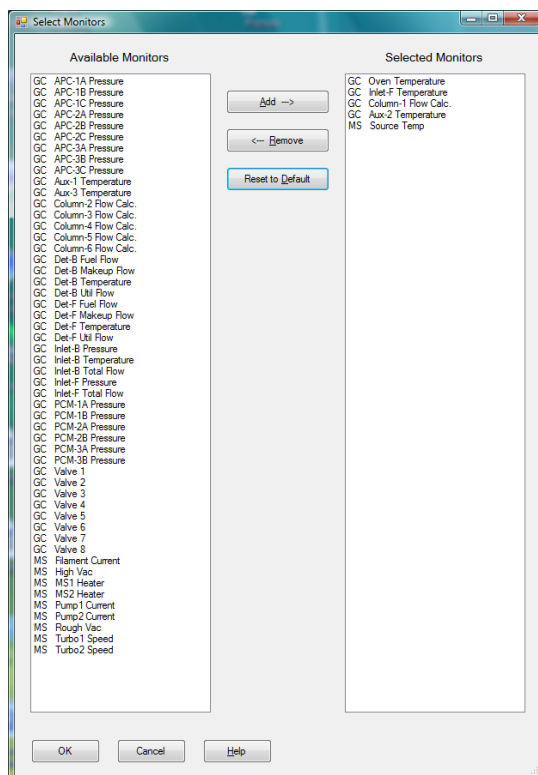 Select Monitors
Available Monitors
GC APC-1A Pressure
GC APC-1B Pressure
GC APC-1C Pressure
GC APC-2A Pressure
GC APC-2B Pressure
GC APC-2C Pressure
GC APC-3A Pressure
GC APC-3B Pressure
GC APC-3C Pressure
GC Aux-1 Temperature
GC Aux-3 Temperature
GC Column-2 Flow Calc.
GC Column-3 Flow Calc.
GC Column-4 Flow Calc.
GC Column-5 Flow Calc.
GC Column-6 Flow Calc.
GC Det-B Fuel Flow
GC Det-B Makeup Flow
GC Det-B Temperature
GC Det-B Util Flow
GC Det-F Fuel Flow
GC Det-F Makeup Flow
GC Det-F Temperature
GC Det-F Util Flow
GC Inlet-B Pressure
GC Inlet-B Temperature
GC Inlet-B Total Flow
GC Inlet-F Pressure
GC Inlet-F Total Flow
GC PCM-1A Pressure
GC PCM-1B Pressure
GC PCM-2A Pressure
GC PCM-2B Pressure
GC PCM-3A Pressure
GC PCM-3B Pressure
GC Valve 1
GC Valve 2
GC Valve 3
GC Valve 4
GC Valve 5
GC Valve 6
GC Valve 7
GC Valve 8
MS Filament Current
MS High Vac
MS MS1 Heater
MS MS2 Heater
MS Pump1 Current
MS Pump2 Current
MS Rough Vac
MS Turbo1 Speed
MS Turbo2 Speed
Add --->
<--- Remove
Reset to Default
Selected Monitors
GC Oven Temperature
GC Inlet-F Temperature
GC Column-1 Flow Calc.
GC Aux-2 Temperature
MS Source Temp
OK
Cancel
Help